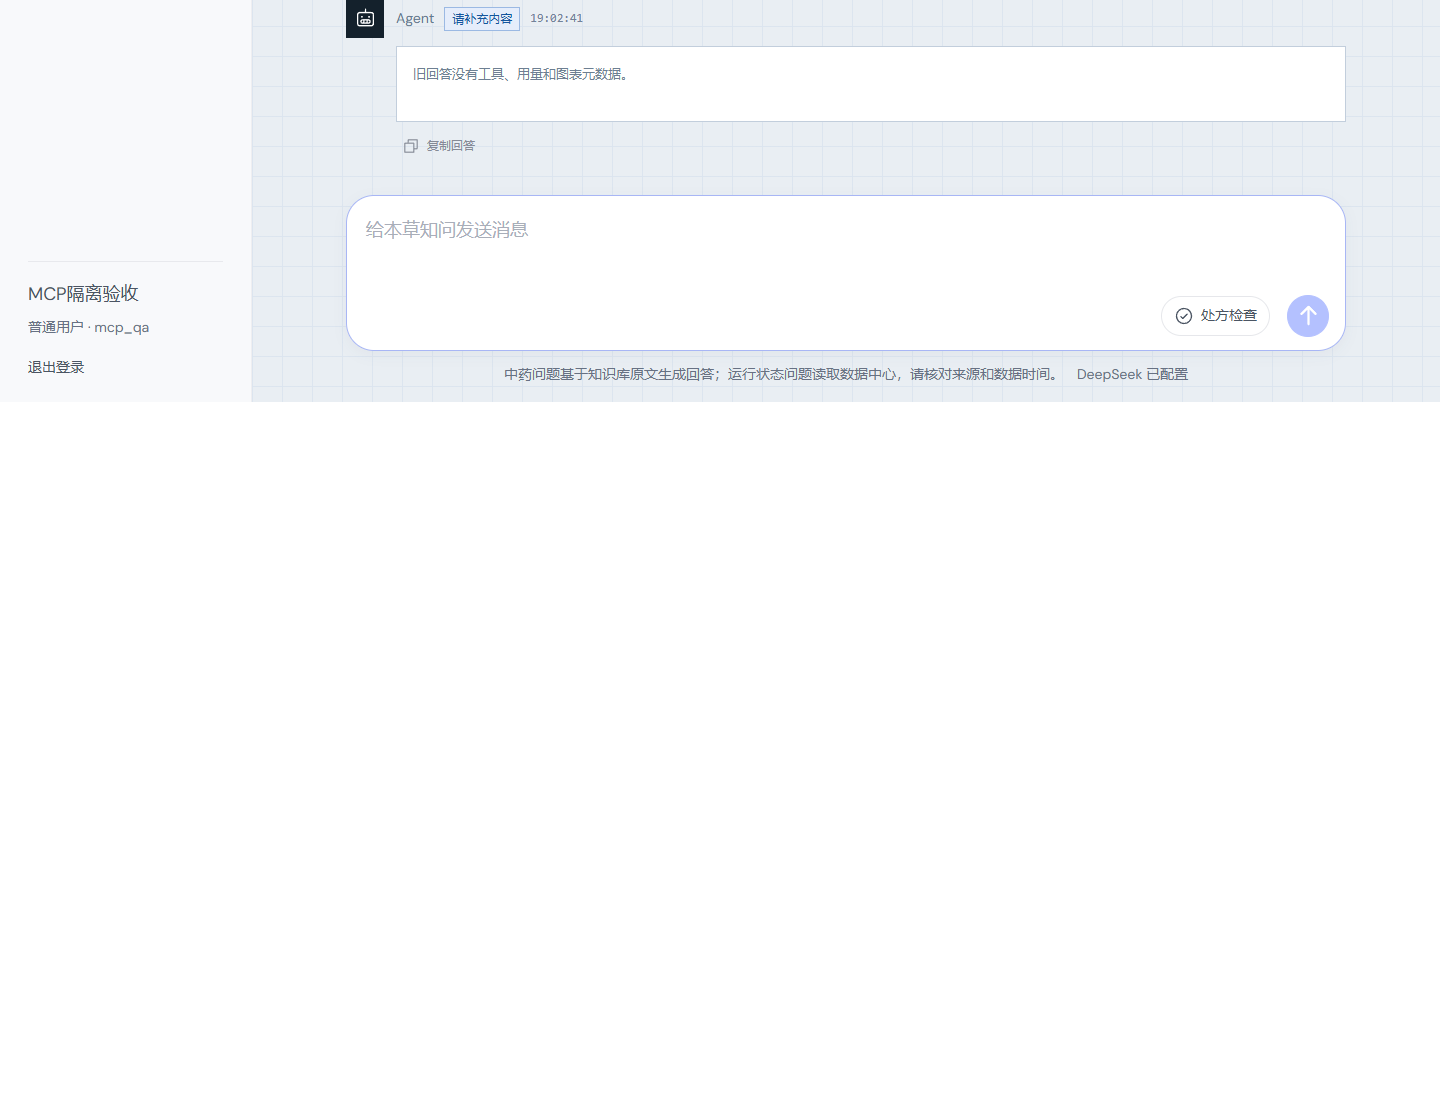 Agent 请补充内容 19:02:41
旧回答没有工具、用量和图表元数据。
复制回答
给本草知问发送消息
处方检查
中药问题基于知识库原文生成回答；运行状态问题读取数据中心，请核对来源和数据时间。 DeepSeek 已配置
MCP隔离验收
普通用户 · mcp_qa
退出登录